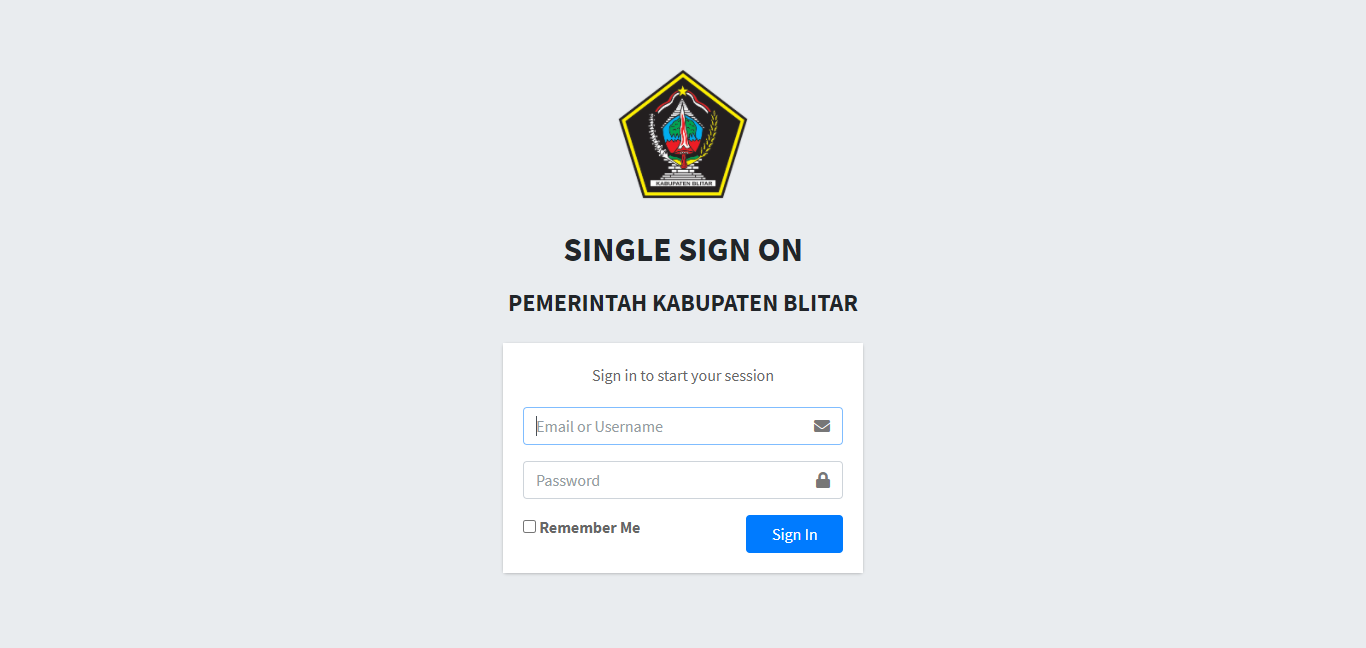 KABUPATEN BLITAR
SINGLE SIGN ON
PEMERINTAH KABUPATEN BLITAR
Sign in to start your session
Email or Username
Password
Remember Me
Sign In